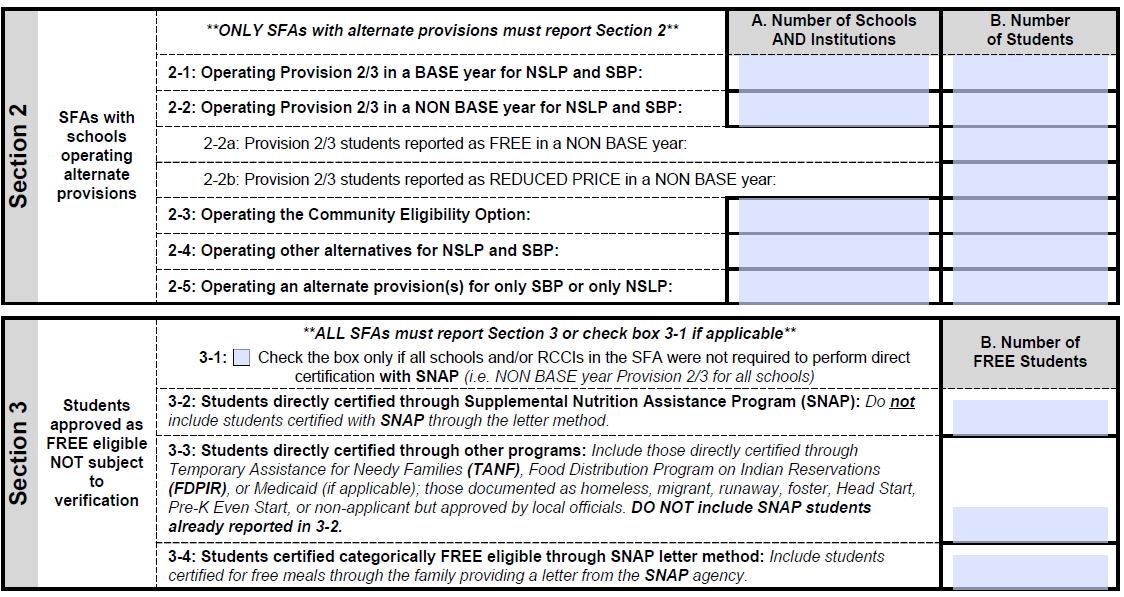 Section 2
SFAs with
schools
operating
alternate
provisions
**ONLY SFAs with alternate provisions must report Section 2**
A. Number of Schools
AND Institutions
B. Number
of Students
2-1: Operating Provision 2/3 in a BASE year for NSLP and SBP:
2-2: Operating Provision 2/3 in a NON BASE year for NSLP and SBP:
2-2a: Provision 2/3 students reported as FREE in a NON BASE year:
2-2b: Provision 2/3 students reported as REDUCED PRICE in a NON BASE year:
2-3: Operating the Community Eligibility Option:
2-4: Operating other alternatives for NSLP and SBP:
2-5: Operating an alternate provision(s) for only SBP or only NSLP:
Section 3
Students
approved as
FREE eligible
NOT subject
to
verification
**ALL SFAs must report Section 3 or check box 3-1 if applicable**
3-1: Check the box only if all schools and/or RCCIs in the SFA were not required to perform direct
certification with SNAP (i.e. NON BASE year Provision 2/3 for all schools)
B. Number of
FREE Students
3-2: Students directly certified through Supplemental Nutrition Assistance Program (SNAP): Do not
include students certified with SNAP through the letter method.
3-3: Students directly certified through other programs: Include those directly certified through
Temporary Assistance for Needy Families (TANF), Food Distribution Program on Indian Reservations
(FDPIR), or Medicaid (if applicable); those documented as homeless, migrant, runaway, foster, Head Start,
Pre-K Even Start, or non-applicant but approved by local officials. DO NOT include SNAP students
already reported in 3-2.
3-4: Students certified categorically FREE eligible through SNAP letter method: Include students
certified for free meals through the family providing a letter from the SNAP agency.